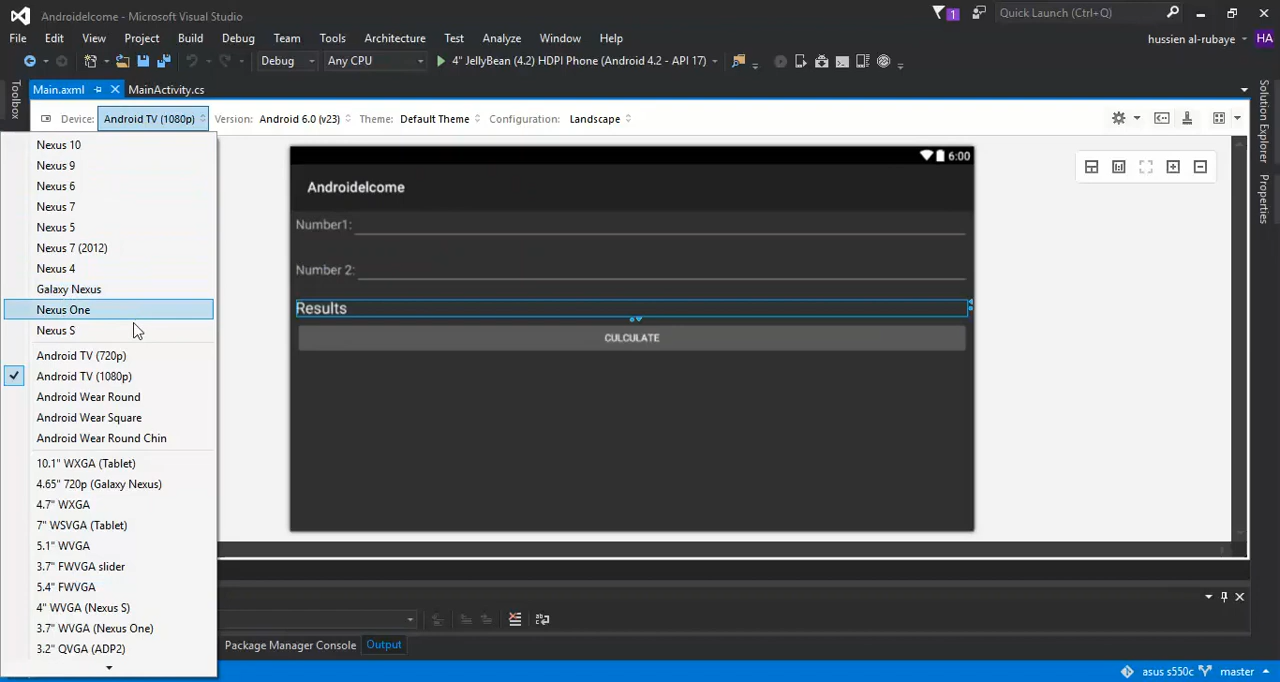 Androidelcome - Microsoft Visual Studio
1
Quick Launch (Ctrl+Q)
File Edit View Project Build Debug Team Tools Architecture Test Analyze Window Help
hussien al-rubaye HA
Debug Any CPU 4" JellyBean (4.2) HDPI Phone (Android 4.2 - API 17)
Toolbox
Main.axml MainActivity.cs
Device: Android TV (1080p) Version: Android 6.0 (v23) Theme: Default Theme Configuration: Landscape
Solution Explorer
Properties
Nexus 10
Nexus 9
Nexus 6
Nexus 7
Nexus 5
Nexus 7 (2012)
Nexus 4
Galaxy Nexus
Nexus One
Nexus S
Android TV (720p)
Android TV (1080p)
Android Wear Round
Android Wear Square
Android Wear Round Chin
10.1" WXGA (Tablet)
4.65" 720p (Galaxy Nexus)
4.7" WXGA
7" WSVGA (Tablet)
5.1" WVGA
3.7" FWVGA slider
5.4" FWVGA
4" WVGA (Nexus S)
3.7" WVGA (Nexus One)
3.2" QVGA (ADP2)
6:00
Androidelcome
Number1:
Number 2:
Results
CULCULATE
Package Manager Console Output
asus s550c master